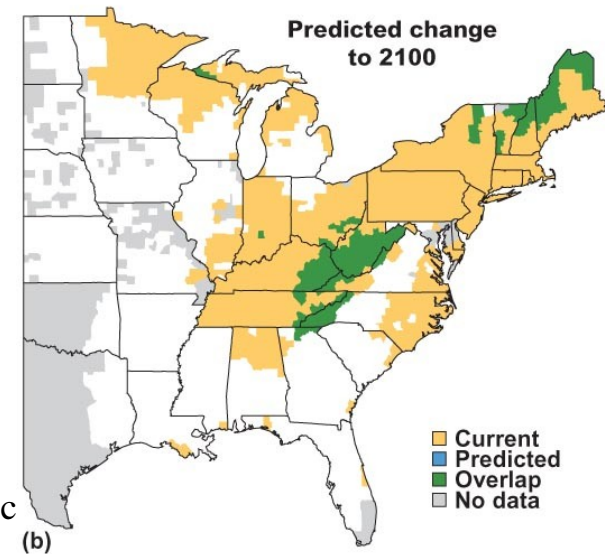 Predicted change
to 2100
Current
Predicted
Overlap
No data
c
(b)